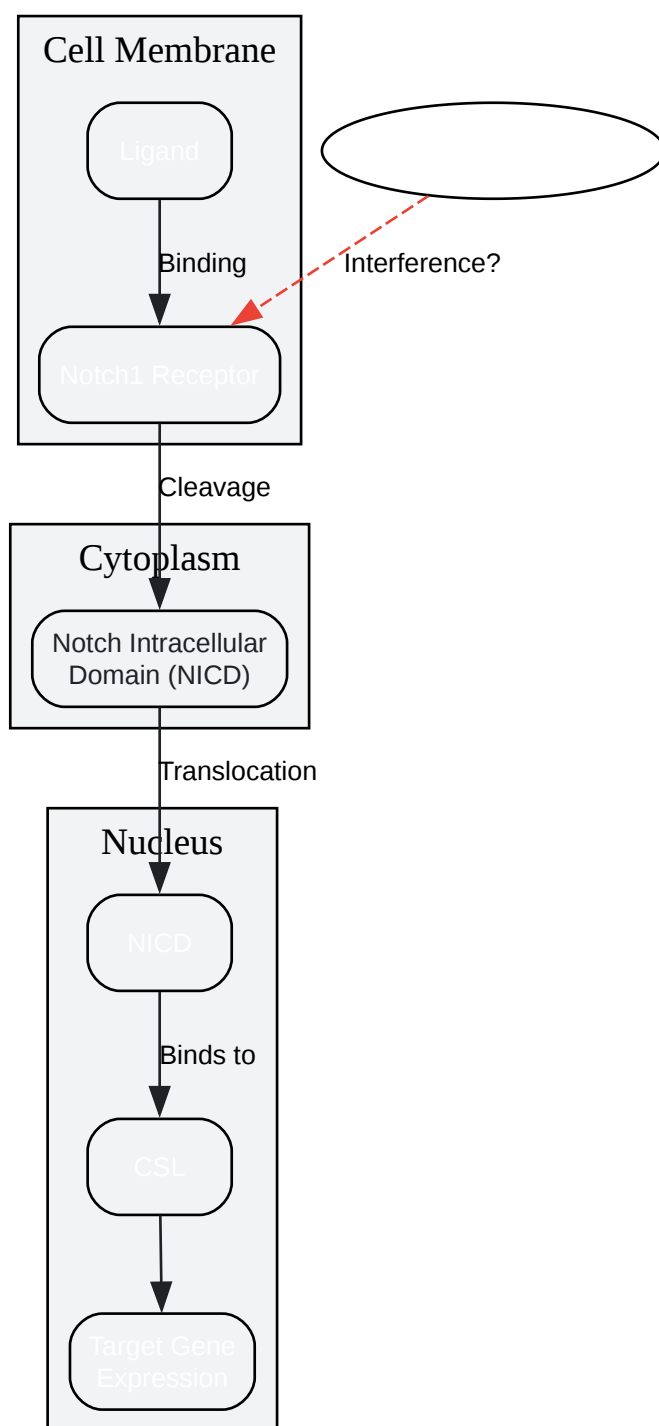 Cell Membrane
Ligand
Binding
Interference?
Notch1 Receptor
Cleavage
Cytoplasm
Notch Intracellular
Domain (NICD)
Translocation
Nucleus
NICD
Binds to
CSL
Target Gene
Expression